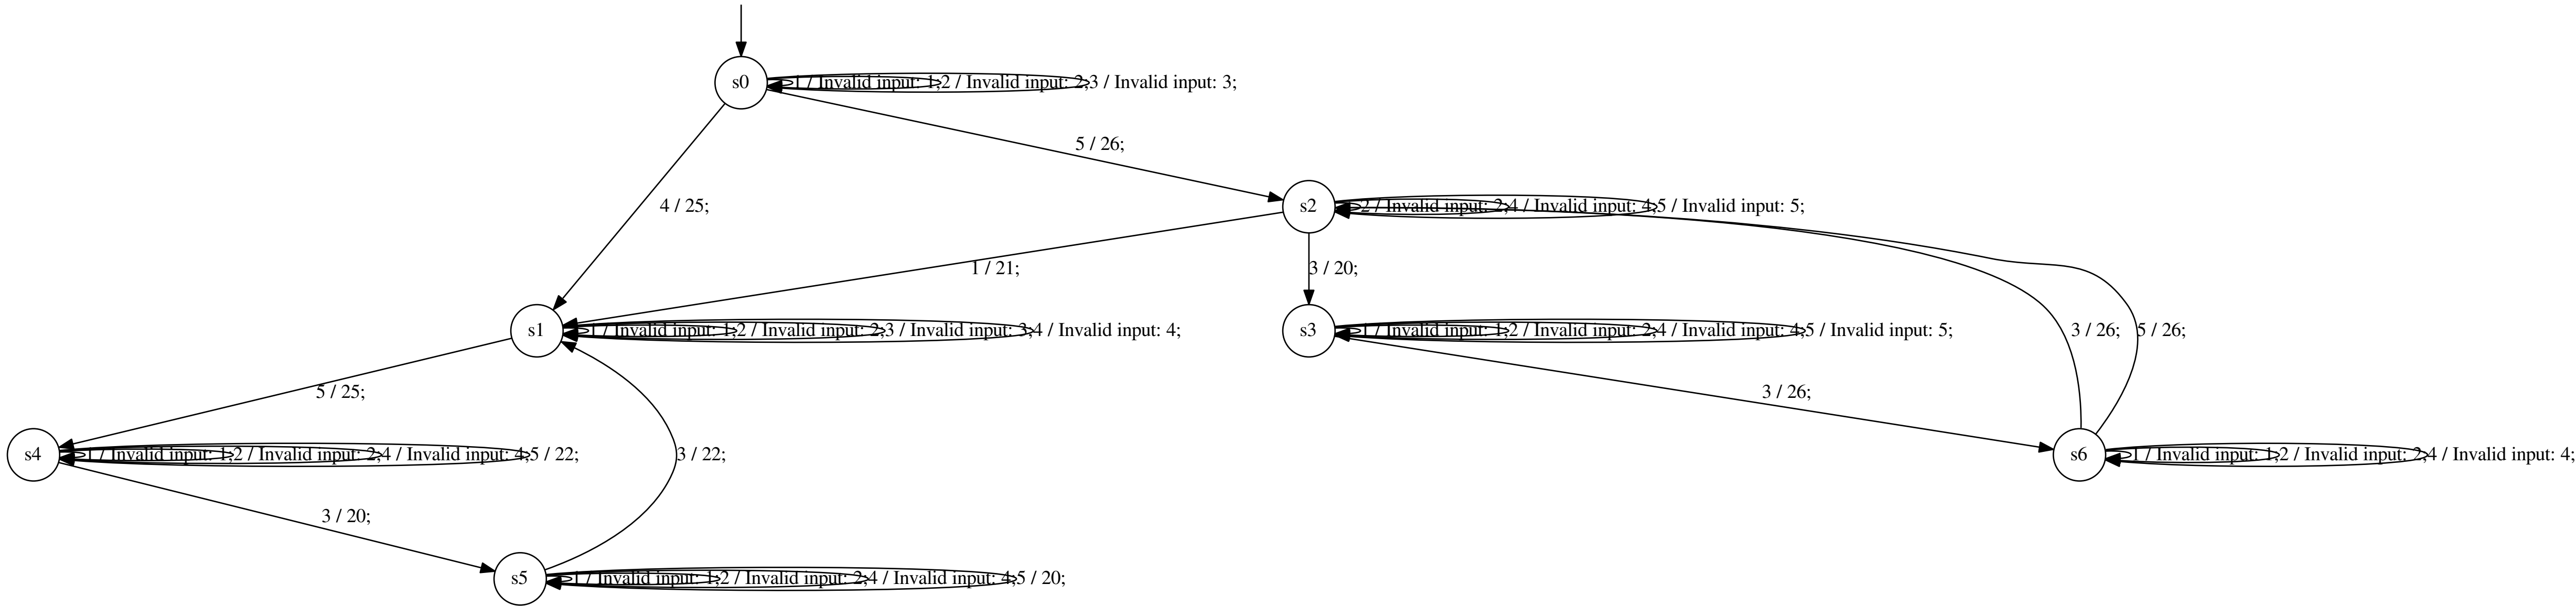 s0
1 / Invalid input: 1;
2 / Invalid input: 2;
3 / Invalid input: 3;
5 / 26;
4 / 25;
s2
2 / Invalid input: 2;
4 / Invalid input: 4;
5 / Invalid input: 5;
1 / 21;
3 / 20;
s1
1 / Invalid input: 1;
2 / Invalid input: 2;
3 / Invalid input: 3;
4 / Invalid input: 4;
s3
1 / Invalid input: 1;
2 / Invalid input: 2;
4 / Invalid input: 4;
5 / Invalid input: 5;
3 / 26;
5 / 26;
5 / 25;
3 / 26;
s4
1 / Invalid input: 1;
2 / Invalid input: 2;
4 / Invalid input: 4;
5 / 22;
3 / 22;
s6
1 / Invalid input: 1;
2 / Invalid input: 2;
4 / Invalid input: 4;
3 / 20;
s5
1 / Invalid input: 1;
2 / Invalid input: 2;
4 / Invalid input: 4;
5 / 20;